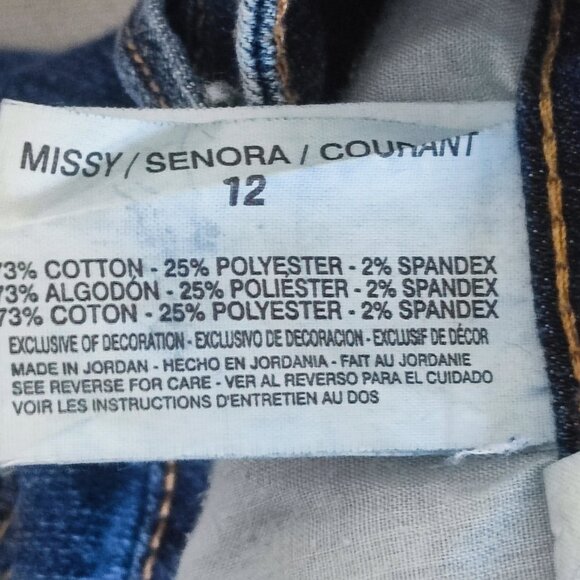 MISSY / SENORA / COURANT
12
73% COTTON - 25% POLYESTER - 2% SPANDEX
73% ALGODÓN - 25% POLIÉSTER - 2% SPANDEX
73% COTON - 25% POLYESTER - 2% SPANDEX
EXCLUSIVE OF DECORATION - EXCLUSIVO DE DECORACION - EXCLUSIF DE DÉCOR
MADE IN JORDAN - HECHO EN JORDANIA - FAIT AU JORDANIE
SEE REVERSE FOR CARE - VER AL REVERSO PARA EL CUIDADO
VOIR LES INSTRUCTIONS D'ENTRETIEN AU DOS